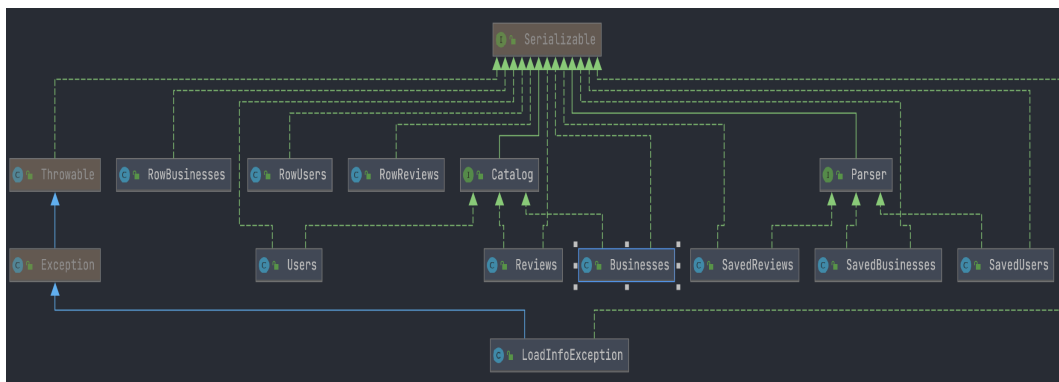 Serializable
Throwable
RowBusinesses
RowUsers
RowReviews
Catalog
Parser
Exception
Users
Reviews
Businesses
SavedReviews
SavedBusinesses
SavedUsers
LoadInfoException